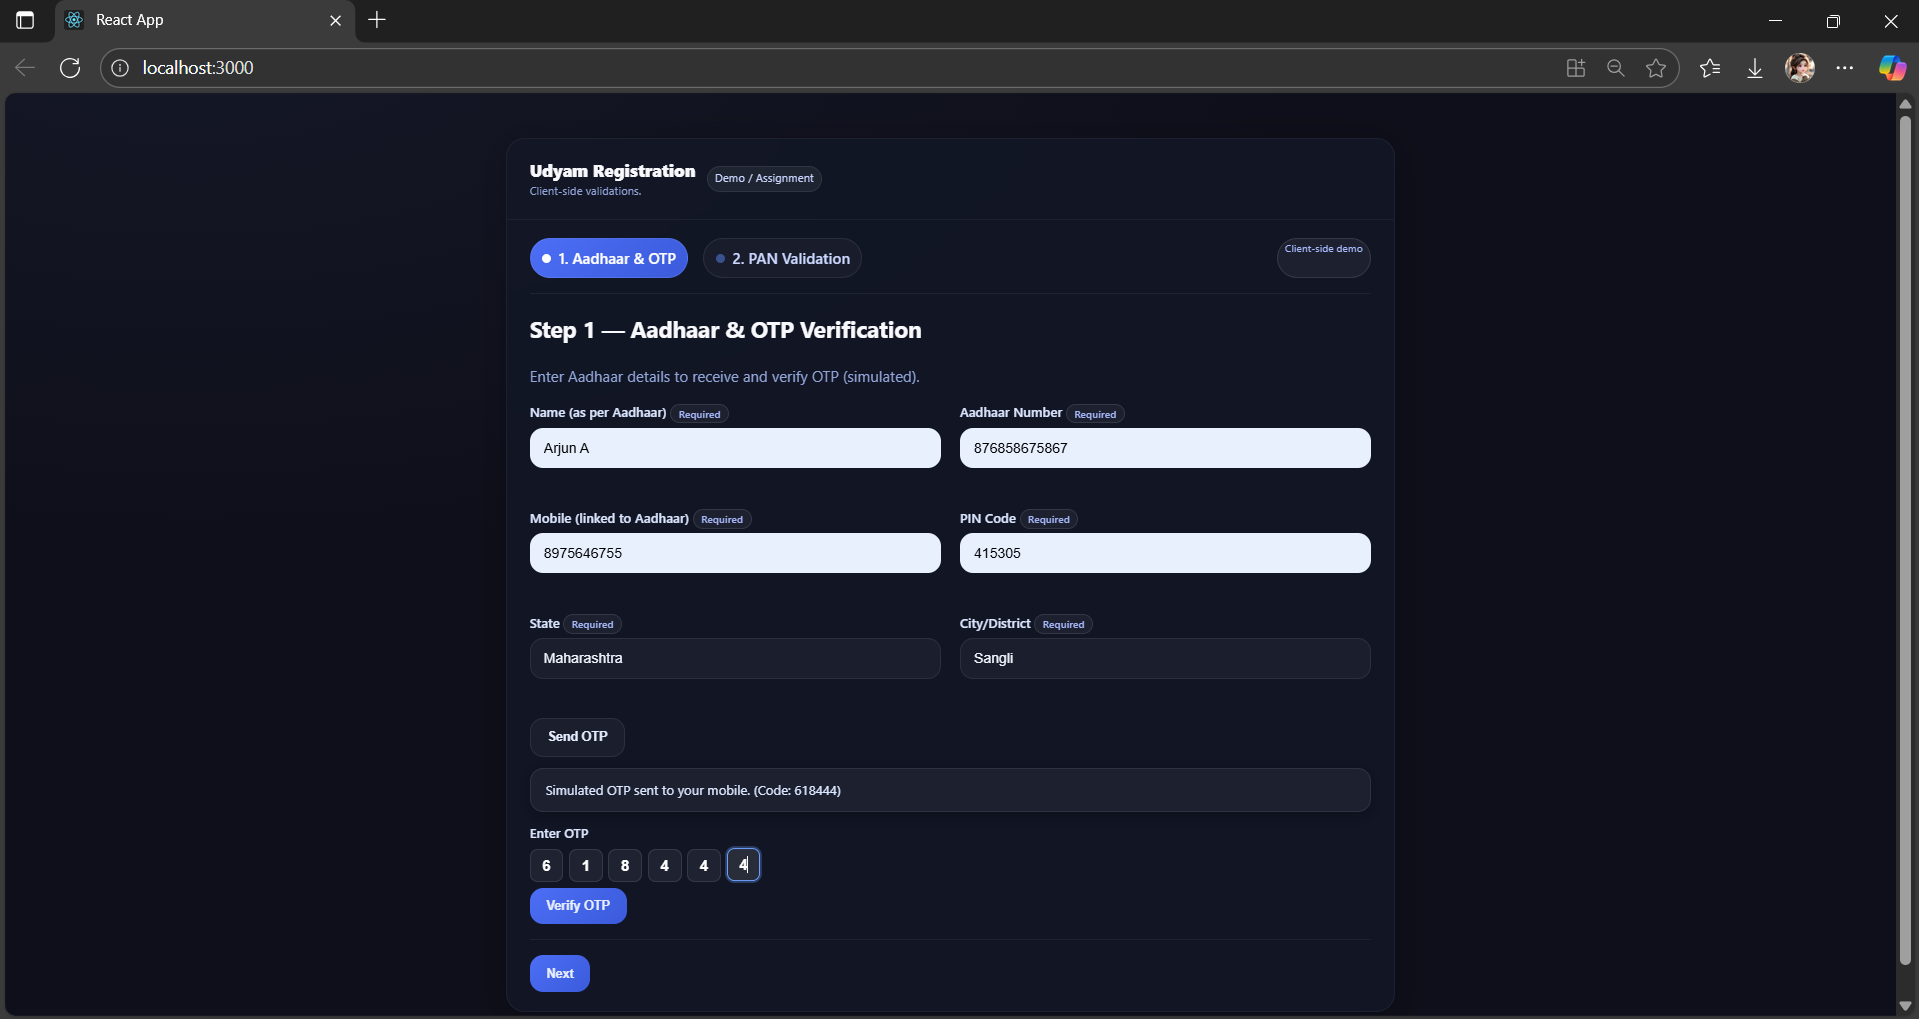 React App
localhost:3000
Udyam Registration
Client-side validations.
Demo / Assignment
1. Aadhaar & OTP
2. PAN Validation
Client-side demo
Step 1 — Aadhaar & OTP Verification
Enter Aadhaar details to receive and verify OTP (simulated).
Name (as per Aadhaar) Required
Aadhaar Number Required
Arjun A
876858675867
Mobile (linked to Aadhaar) Required
PIN Code Required
8975646755
415305
State Required
City/District Required
Maharashtra
Sangli
Send OTP
Simulated OTP sent to your mobile. (Code: 618444)
Enter OTP
6 1 8 4 4 4
Verify OTP
Next